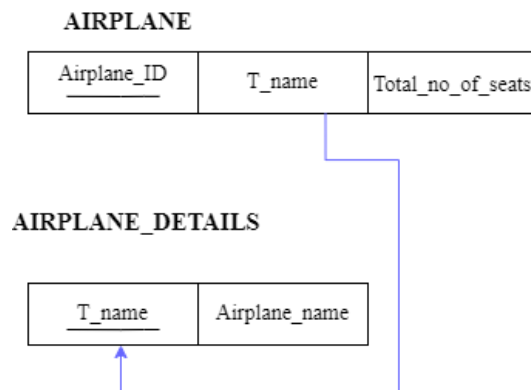 AIRPLANE
Airplane_ID T_name Total_no_of_seats
AIRPLANE_DETAILS
T_name Airplane_name